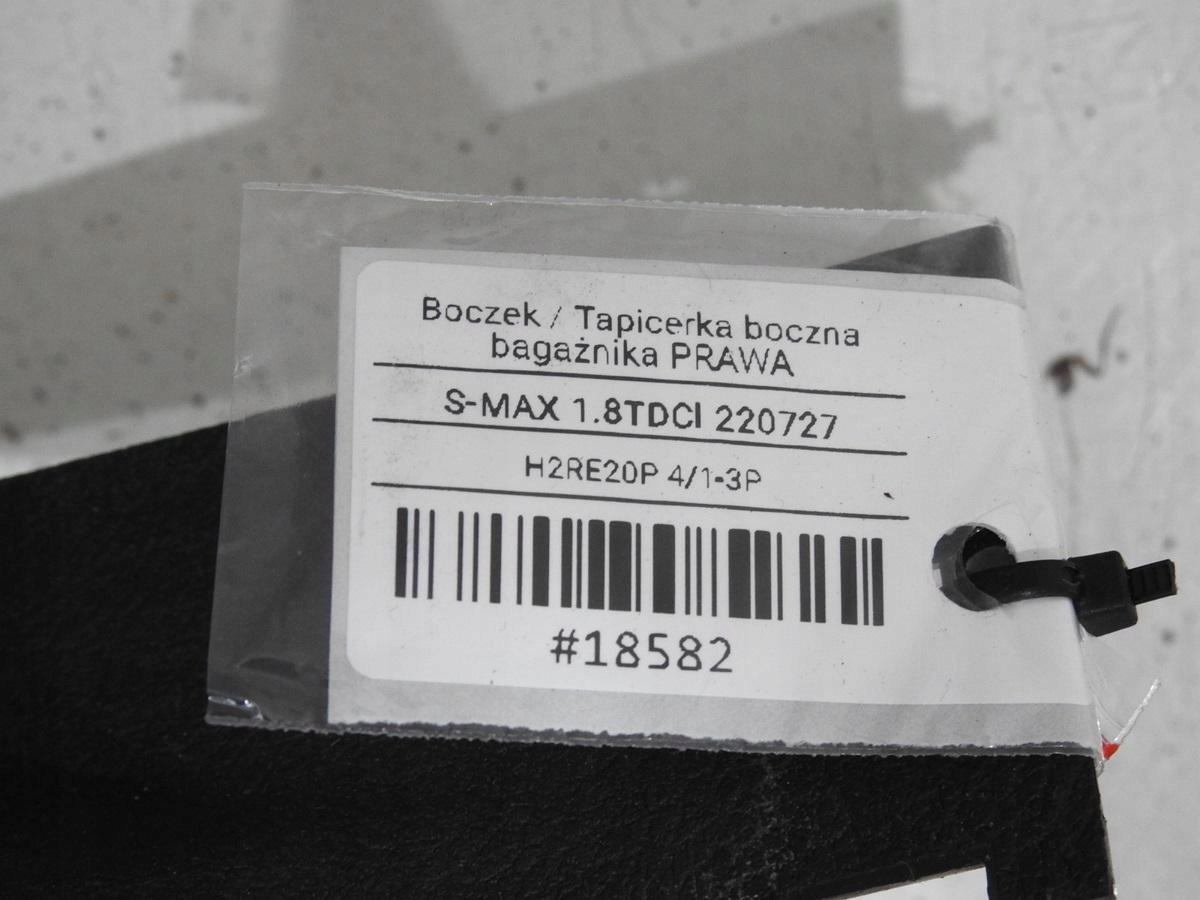 Boczek / Tapicerka boczna
bagażnika PRAWA
S-MAX 1.8TDCI 220727
H2RE20P 4/1-3P
#18582